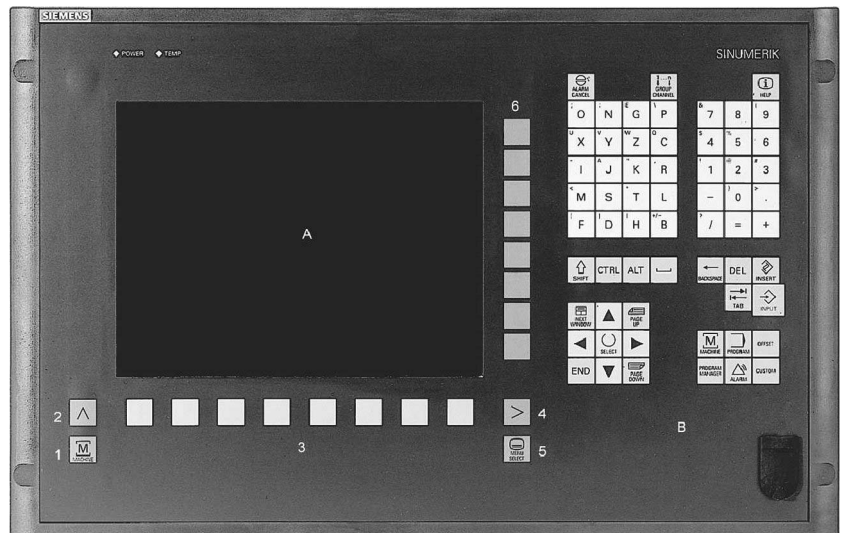 SIEMENS
POWER TEMP
SINUMERIK
6
ALARM CANCEL
GROUP CHANNEL
HELP
O N G P 7 8 9
X Y Z C 4 5 6
I J K R 1 2 3
M S T L - 0 .
F D H B / = +
A
SHIFT CTRL ALT BACKSPACE DEL INSERT
TAB INPUT
NEXT WINDOW
PAGE UP
M MACHINE PROGRAM OFFSET
SELECT
END PAGE DOWN
PROGRAM MANAGER ALARM CUSTOM
2 4
B
3
1 M MACHINE
MENU SELECT 5